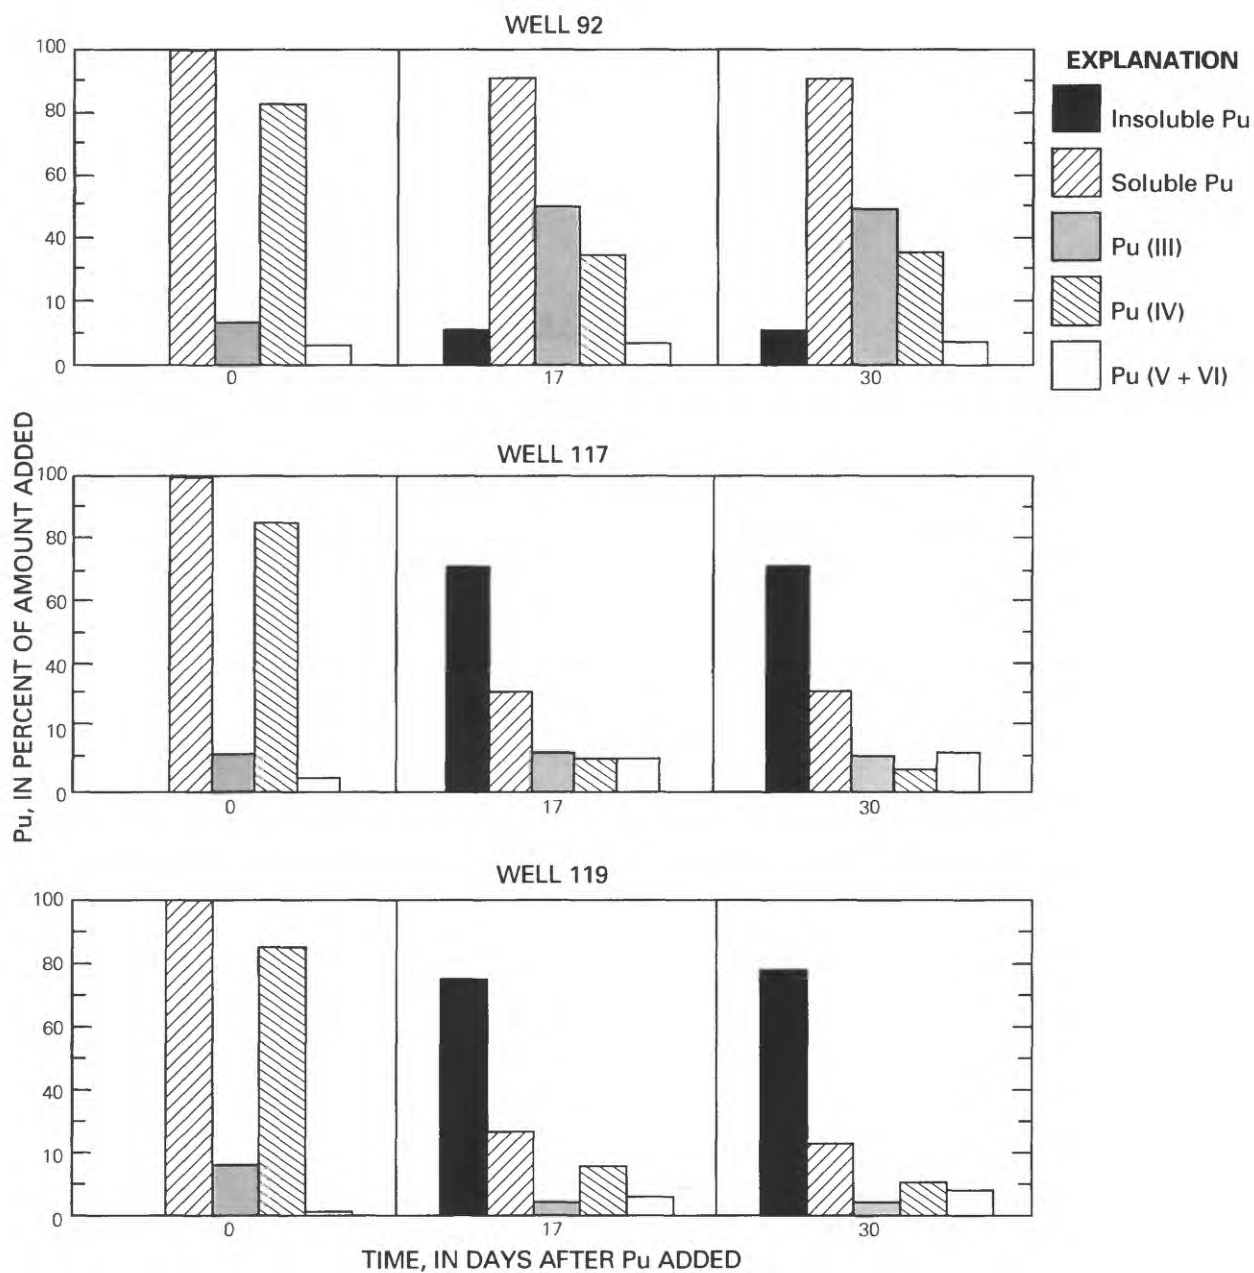 WELL 92
100
80
60
40
10
0
0
17
30
EXPLANATION
Insoluble Pu
Soluble Pu
Pu (III)
Pu (IV)
Pu (V + VI)
Pu, IN PERCENT OF AMOUNT ADDED
WELL 117
100
80
60
40
10
0
0
17
30
WELL 119
100
80
60
40
10
0
0
17
30
TIME, IN DAYS AFTER Pu ADDED